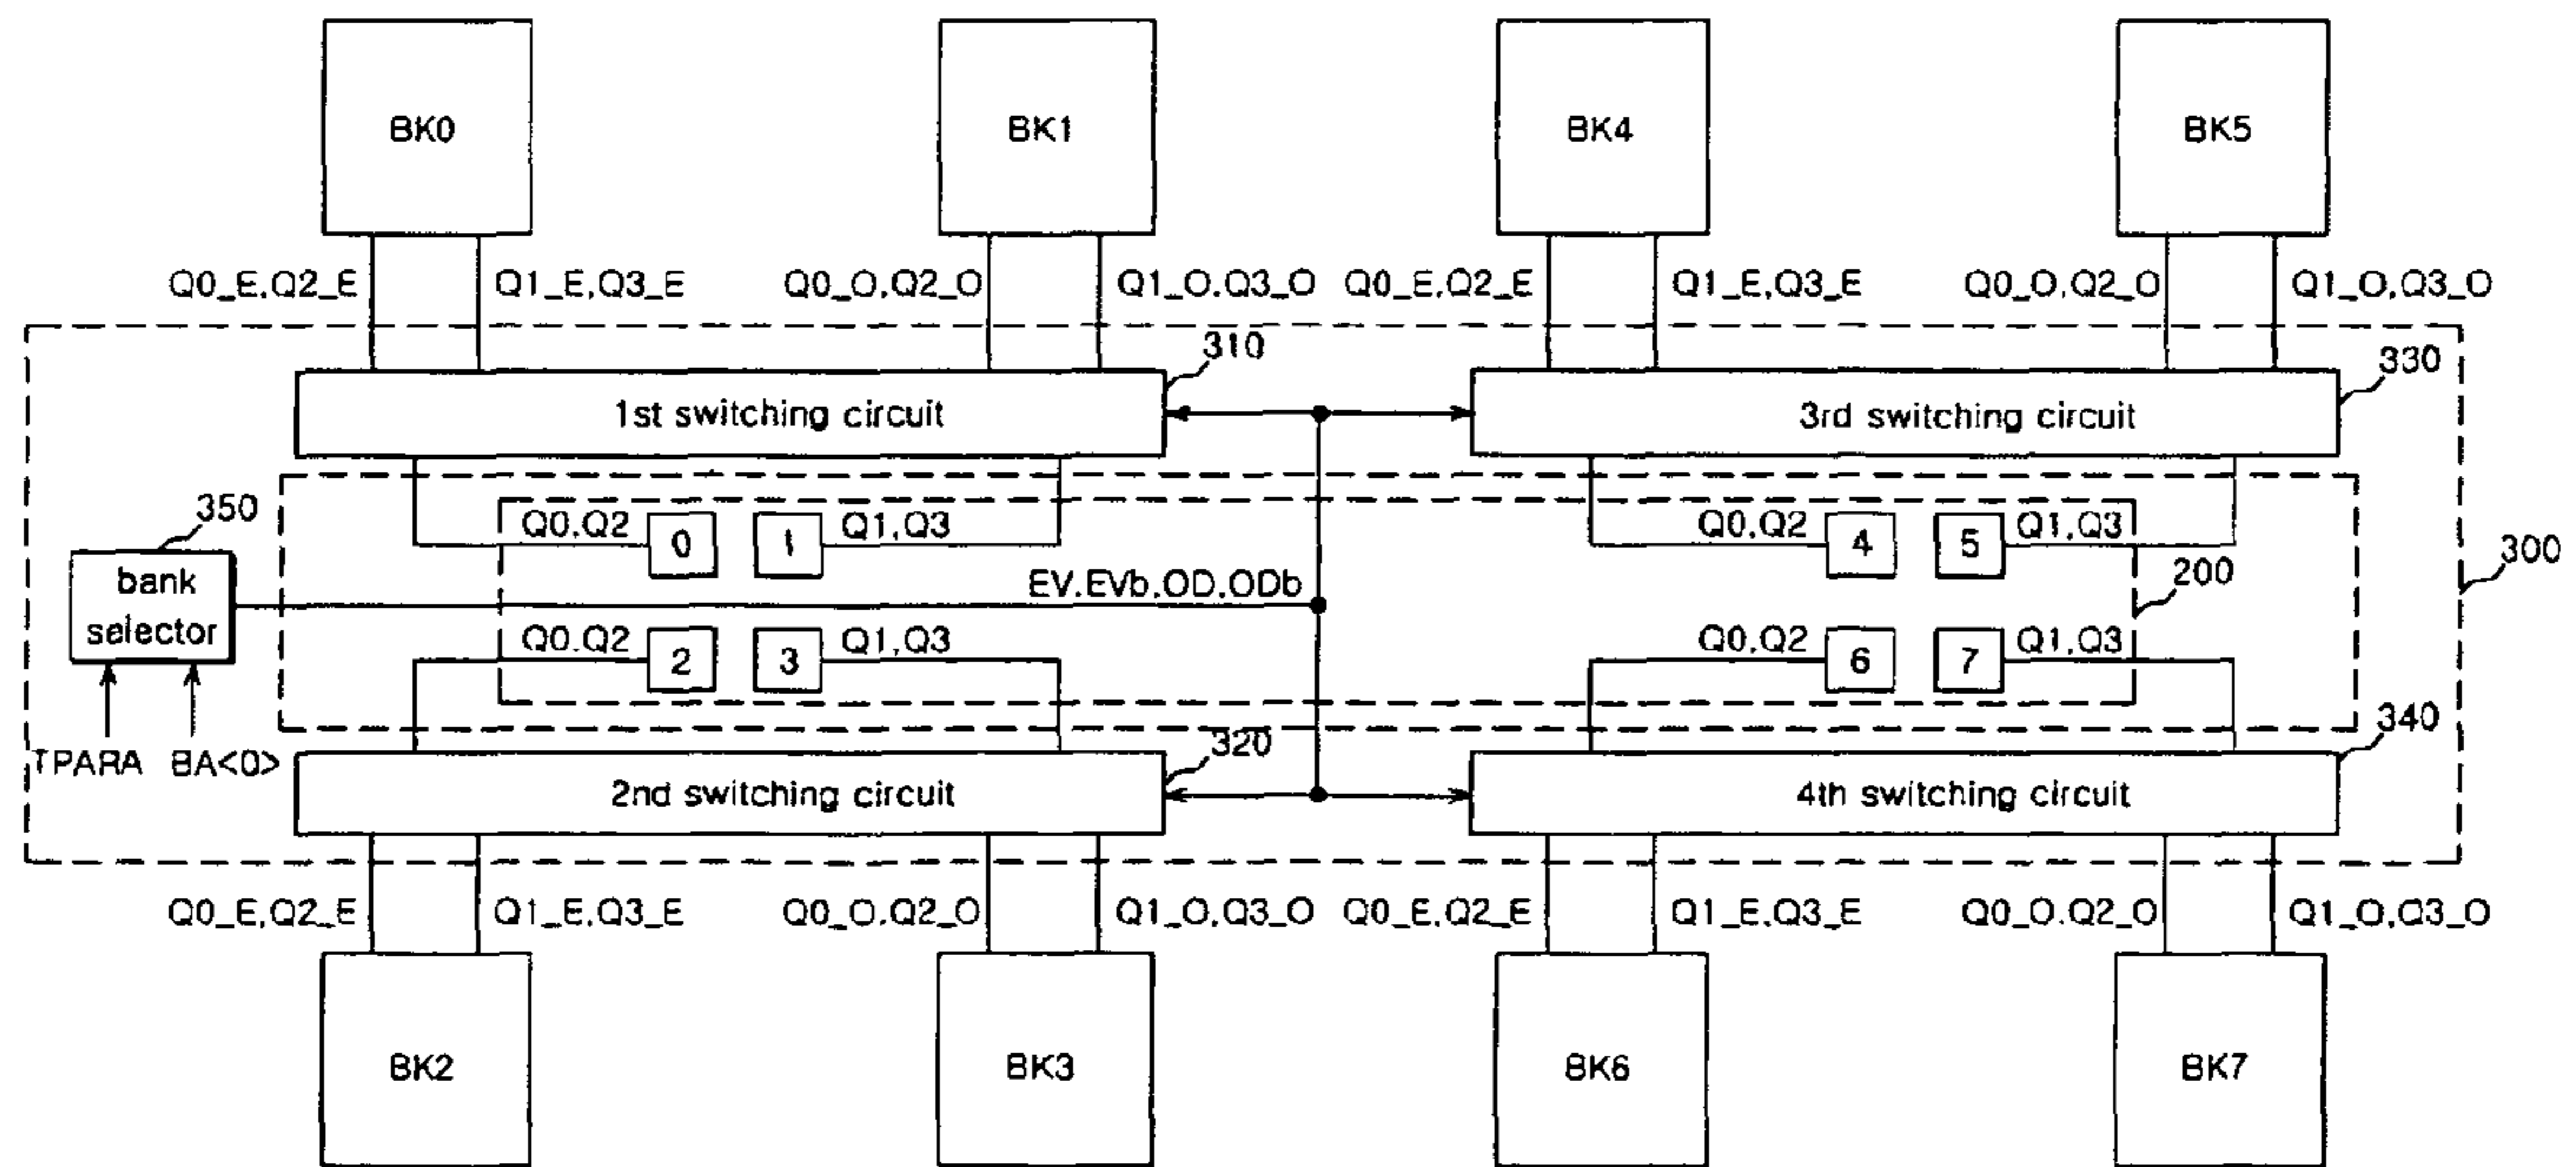 BK0
BK1
BK4
BK5
Q0_E,Q2_E
Q1_E,Q3_E
Q0_O,Q2_O
Q1_O,Q3_O
Q0_E,Q2_E
Q1_E,Q3_E
Q0_O,Q2_O
Q1_O,Q3_O
310
330
1st switching circuit
3rd switching circuit
350
bank
selector
Q0,Q2
0
1
Q1,Q3
Q0,Q2
4
5
Q1,Q3
300
200
EV,EVb,OD,ODb
Q0,Q2
2
3
Q1,Q3
Q0,Q2
6
7
Q1,Q3
TPARA
BA<0>
320
340
2nd switching circuit
4th switching circuit
Q0_E,Q2_E
Q1_E,Q3_E
Q0_O,Q2_O
Q1_O,Q3_O
Q0_E,Q2_E
Q1_E,Q3_E
Q0_O,Q2_O
Q1_O,Q3_O
BK2
BK3
BK6
BK7